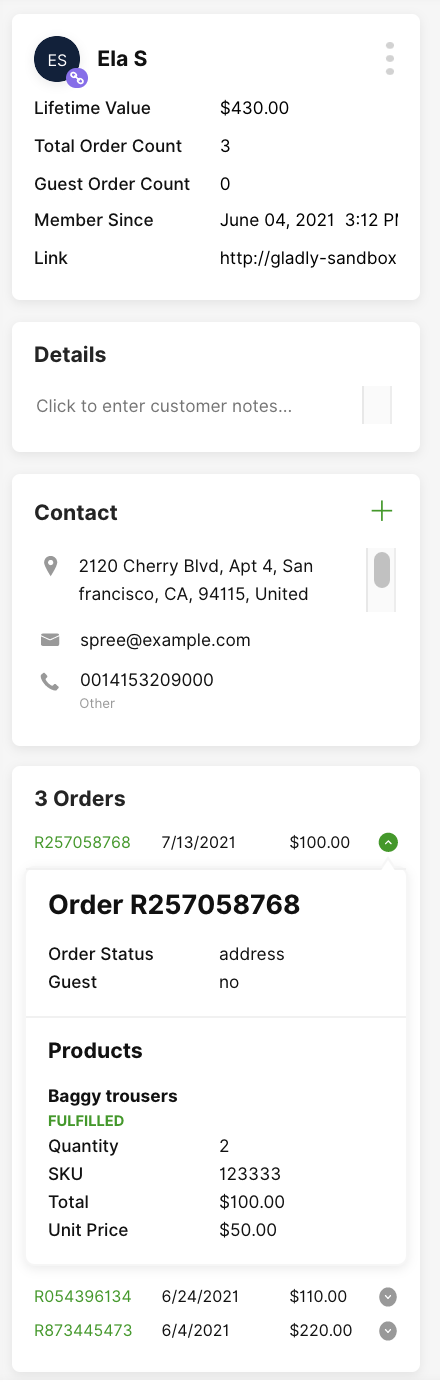 ES
Ela S
Lifetime Value $430.00
Total Order Count 3
Guest Order Count 0
Member Since June 04, 2021 3:12 PM
Link http://gladly-sandbox
Details
Click to enter customer notes...
Contact
2120 Cherry Blvd, Apt 4, San
francisco, CA, 94115, United
spree@example.com
0014153209000
Other
3 Orders
R257058768 7/13/2021 $100.00
Order R257058768
Order Status address
Guest no
Products
Baggy trousers
FULFILLED
Quantity 2
SKU 123333
Total $100.00
Unit Price $50.00
R054396134 6/24/2021 $110.00
R873445473 6/4/2021 $220.00